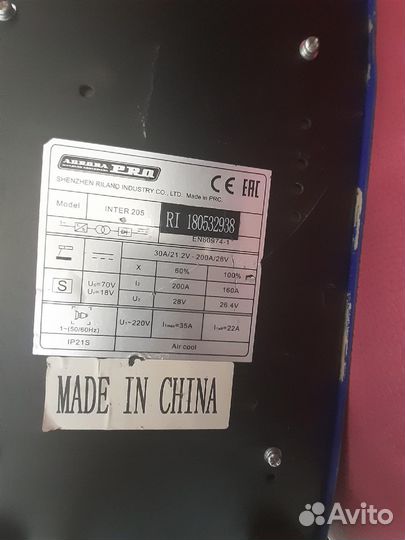 AURORA PRO
SHENZHEN RILAND INDUSTRY CO., LTD. Made in PRC.
CE EAC
Model INTER 205 RI 180532938
EN60974-1
30A/21.2V - 200A/28V
X 60% 100%
S U₀=70V I₂ 200A 160A
=18V U₂ 28V 26.4V
1~(50/60Hz) U₁~220V I₁max=35A I₁eff=22A
IP21S Air cool
MADE IN CHINA
Avito